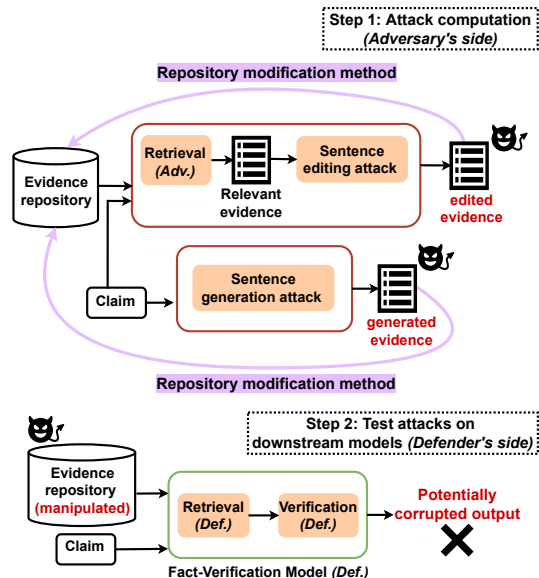 Step 1: Attack computation
(Adversary's side)
Repository modification method
Evidence
repository
Retrieval
(Adv.)
Relevant
evidence
Sentence
editing attack
edited
evidence
Claim
Sentence
generation attack
generated
evidence
Repository modification method
Step 2: Test attacks on
downstream models (Defender's side)
Evidence
repository
(manipulated)
Claim
Retrieval
(Def.)
Verification
(Def.)
Potentially
corrupted output
Fact-Verification Model (Def.)